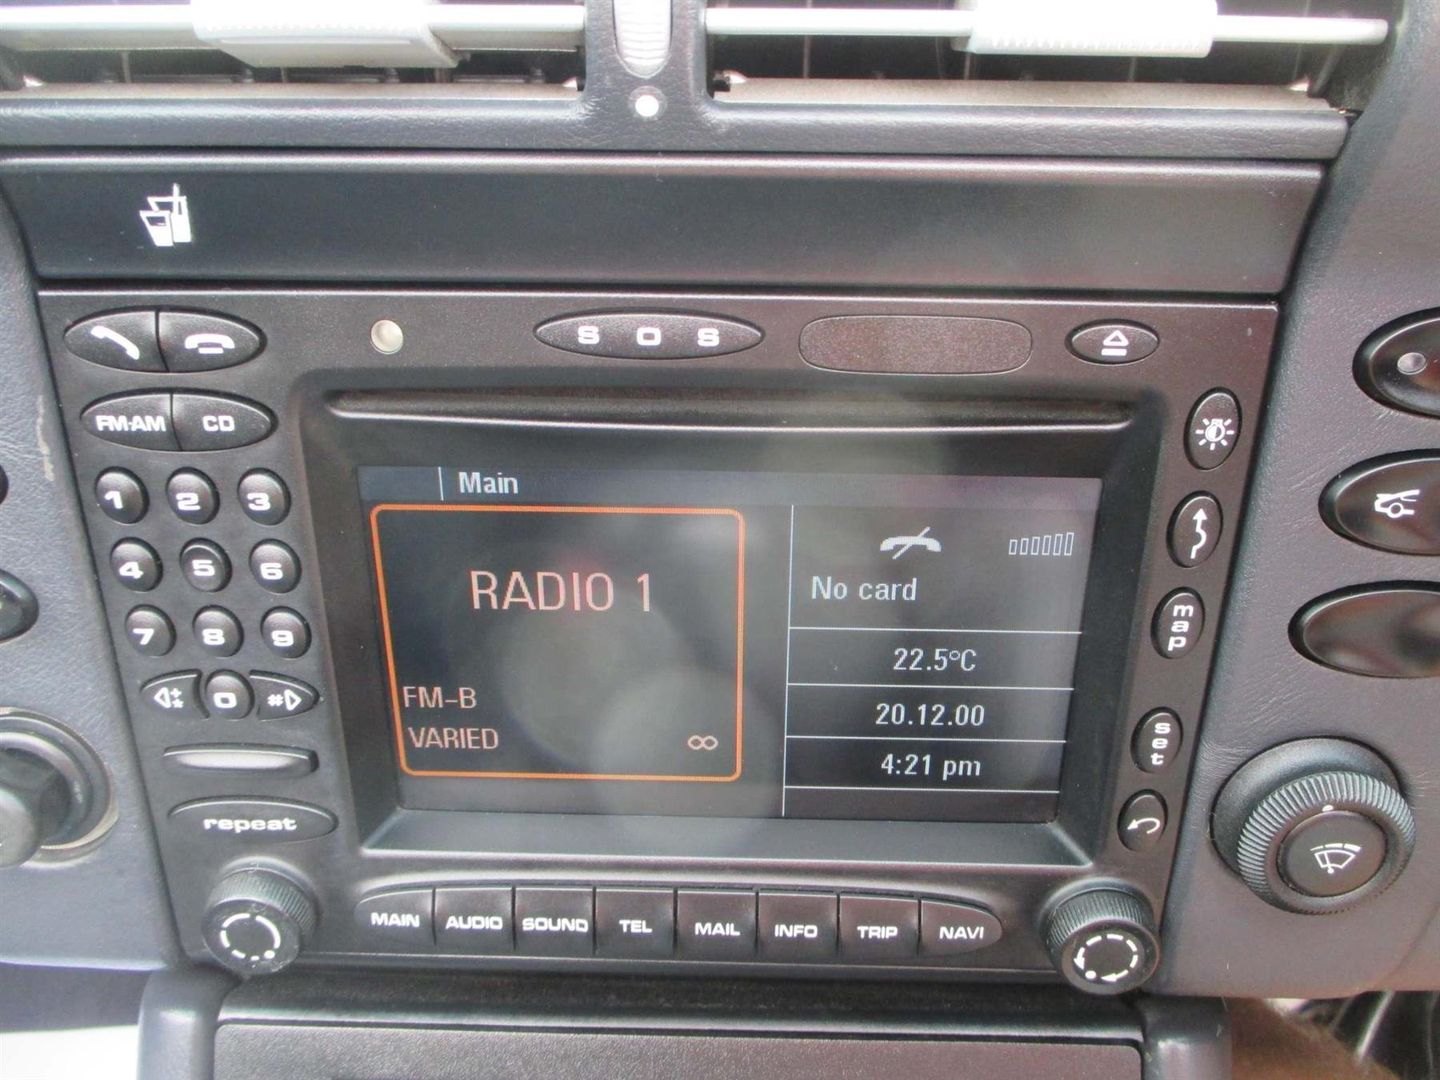 S O S
FM·AM
CD
1 2 3
4 5 6
7 8 9
* 0 #
repeat
Main
RADIO 1
FM-B
VARIED
∞
No card
22.5°C
20.12.00
4:21 pm
map
set
MAIN AUDIO SOUND TEL MAIL INFO TRIP NAVI